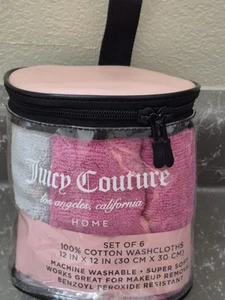 Juicy Couture
los angeles, california
HOME
SET OF 6
100% COTTON WASHCLOTHS
12 IN X 12 IN (30 CM X 30 CM)
MACHINE WASHABLE • SUPER SOFT
WORKS GREAT FOR MAKEUP REMOVER
BENZOYL PEROXIDE RESISTANT